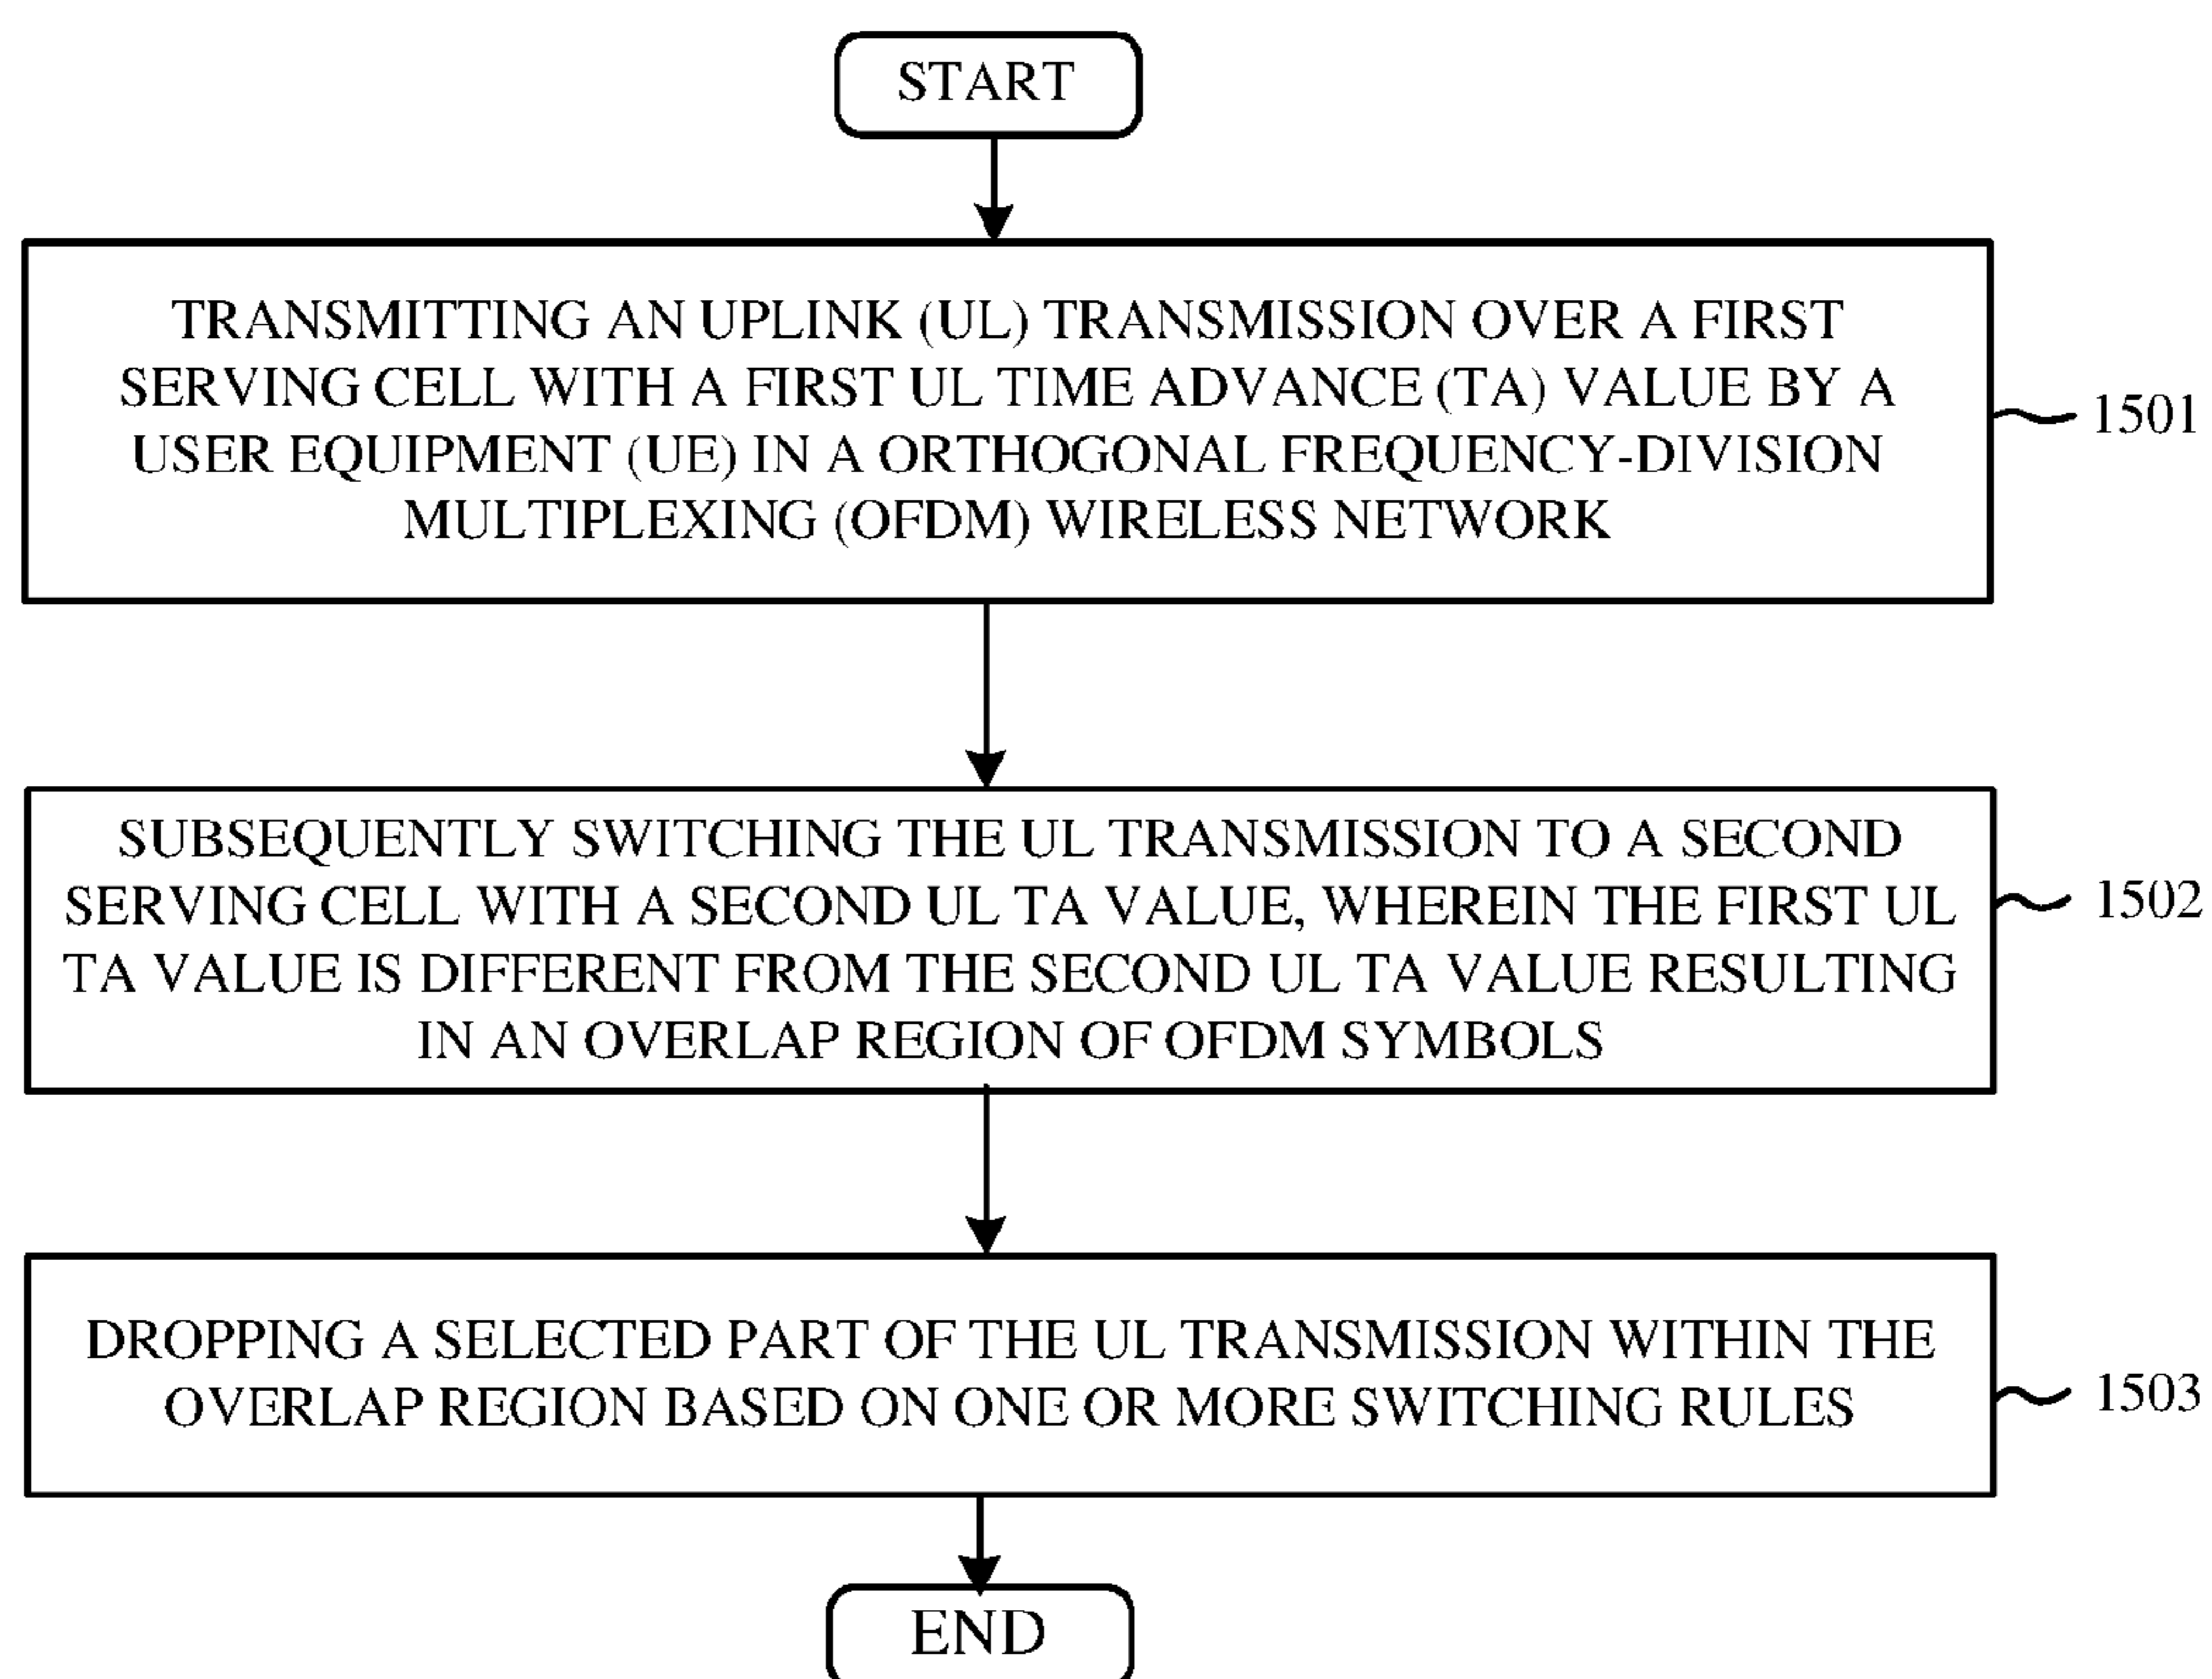 START
TRANSMITTING AN UPLINK (UL) TRANSMISSION OVER A FIRST
SERVING CELL WITH A FIRST UL TIME ADVANCE (TA) VALUE BY A
USER EQUIPMENT (UE) IN A ORTHOGONAL FREQUENCY-DIVISION
MULTIPLEXING (OFDM) WIRELESS NETWORK
1501
SUBSEQUENTLY SWITCHING THE UL TRANSMISSION TO A SECOND
SERVING CELL WITH A SECOND UL TA VALUE, WHEREIN THE FIRST UL
TA VALUE IS DIFFERENT FROM THE SECOND UL TA VALUE RESULTING
IN AN OVERLAP REGION OF OFDM SYMBOLS
1502
DROPPING A SELECTED PART OF THE UL TRANSMISSION WITHIN THE
OVERLAP REGION BASED ON ONE OR MORE SWITCHING RULES
1503
END